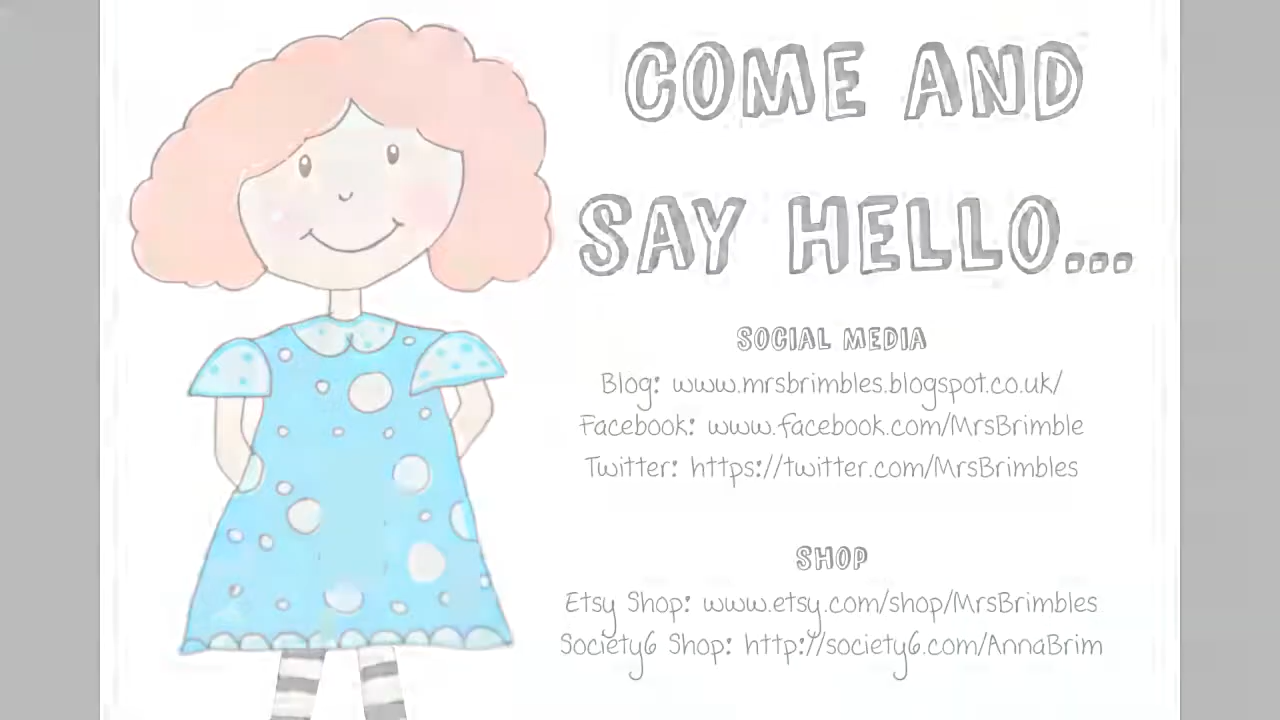 COME AND
SAY HELLO...
SOCIAL MEDIA
Blog: www.mrsbrimbles.blogspot.co.uk/
Facebook: www.facebook.com/MrsBrimble
Twitter: https://twitter.com/MrsBrimbles
SHOP
Etsy Shop: www.etsy.com/shop/MrsBrimbles
Society6 Shop: http://society6.com/AnnaBrim